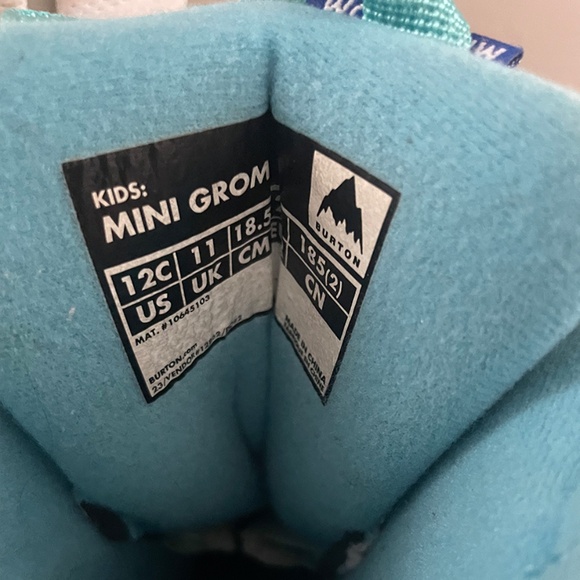 KIDS:
MINI GROM
12C 11 18.5 185(2)
US UK CM CN
MAT. #10645103
BURTON
BURTON.com
MADE IN CHINA